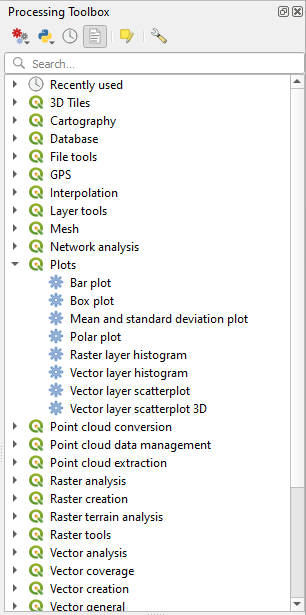 Processing Toolbox
Search...
Recently used
3D Tiles
Cartography
Database
File tools
GPS
Interpolation
Layer tools
Mesh
Network analysis
Plots
Bar plot
Box plot
Mean and standard deviation plot
Polar plot
Raster layer histogram
Vector layer histogram
Vector layer scatterplot
Vector layer scatterplot 3D
Point cloud conversion
Point cloud data management
Point cloud extraction
Raster analysis
Raster creation
Raster terrain analysis
Raster tools
Vector analysis
Vector coverage
Vector creation
Vector general